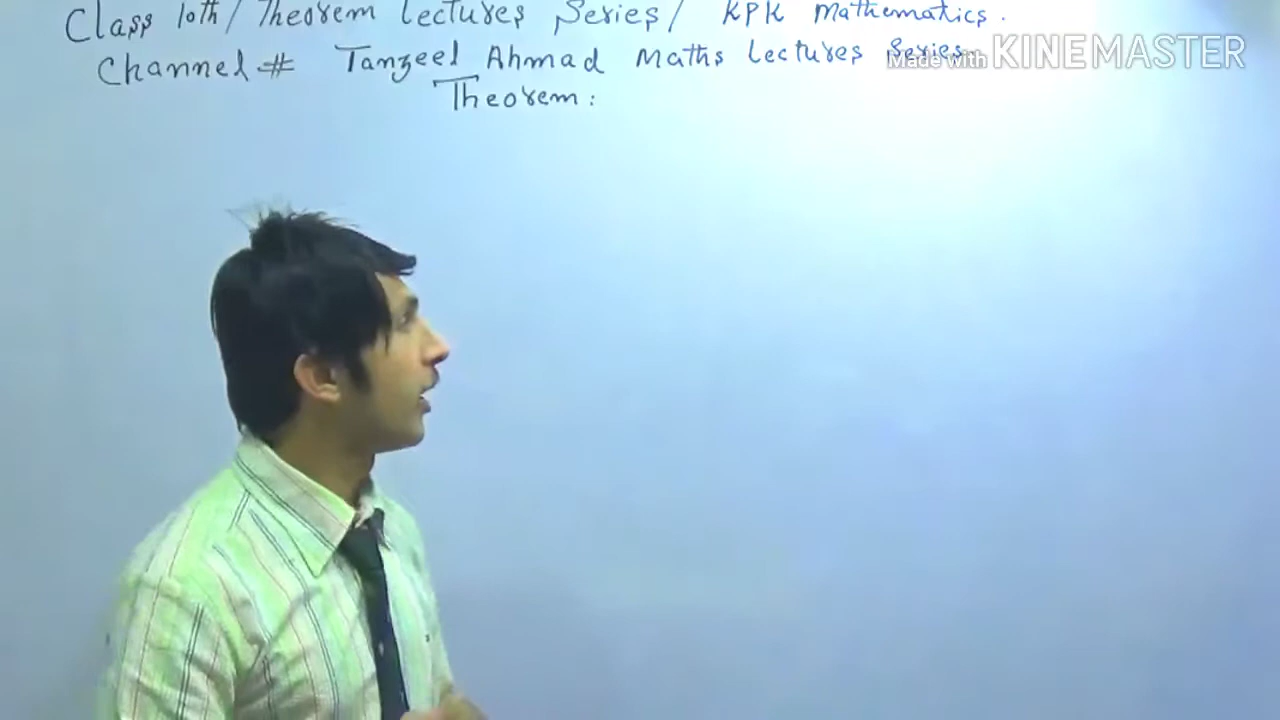 Class 10th/ Theorem Lectures Series/ KPK Mathematics.
Channel # Tanzeel Ahmad Maths Lectures Series
Made with KINEMASTER
Theorem: